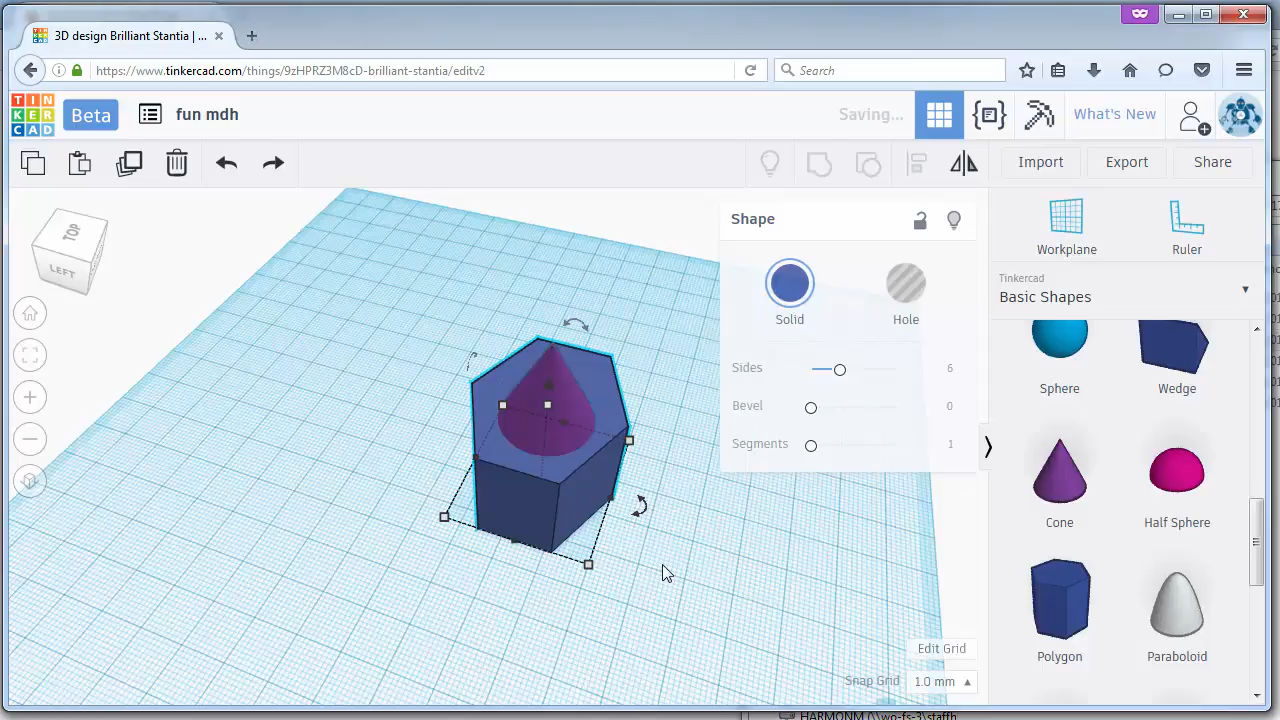 3D design Brilliant Stantia | ...
https://www.tinkercad.com/things/9zHPRZ3M8cD-brilliant-stantia/editv2
Search
TIN
KER
CAD
Beta
fun mdh
Saving...
What's New
Import
Export
Share
TOP
LEFT
Shape
Solid
Hole
Sides
6
Bevel
0
Segments
1
Workplane
Ruler
Tinkercad
Basic Shapes
Sphere
Wedge
Cone
Half Sphere
Polygon
Paraboloid
Edit Grid
Snap Grid
1.0 mm